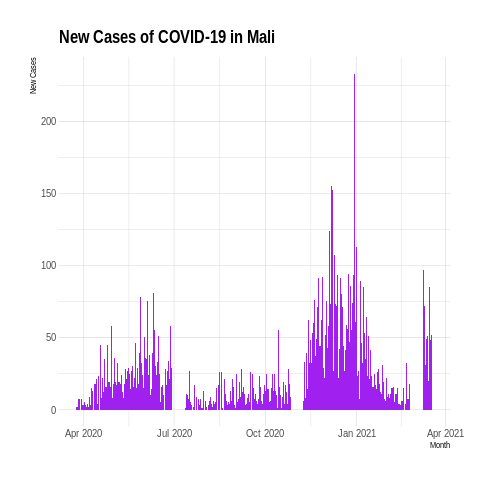 New Cases of COVID-19 in Mali
New Cases
200
150
100
50
0
Apr 2020
Jul 2020
Oct 2020
Jan 2021
Apr 2021
Month